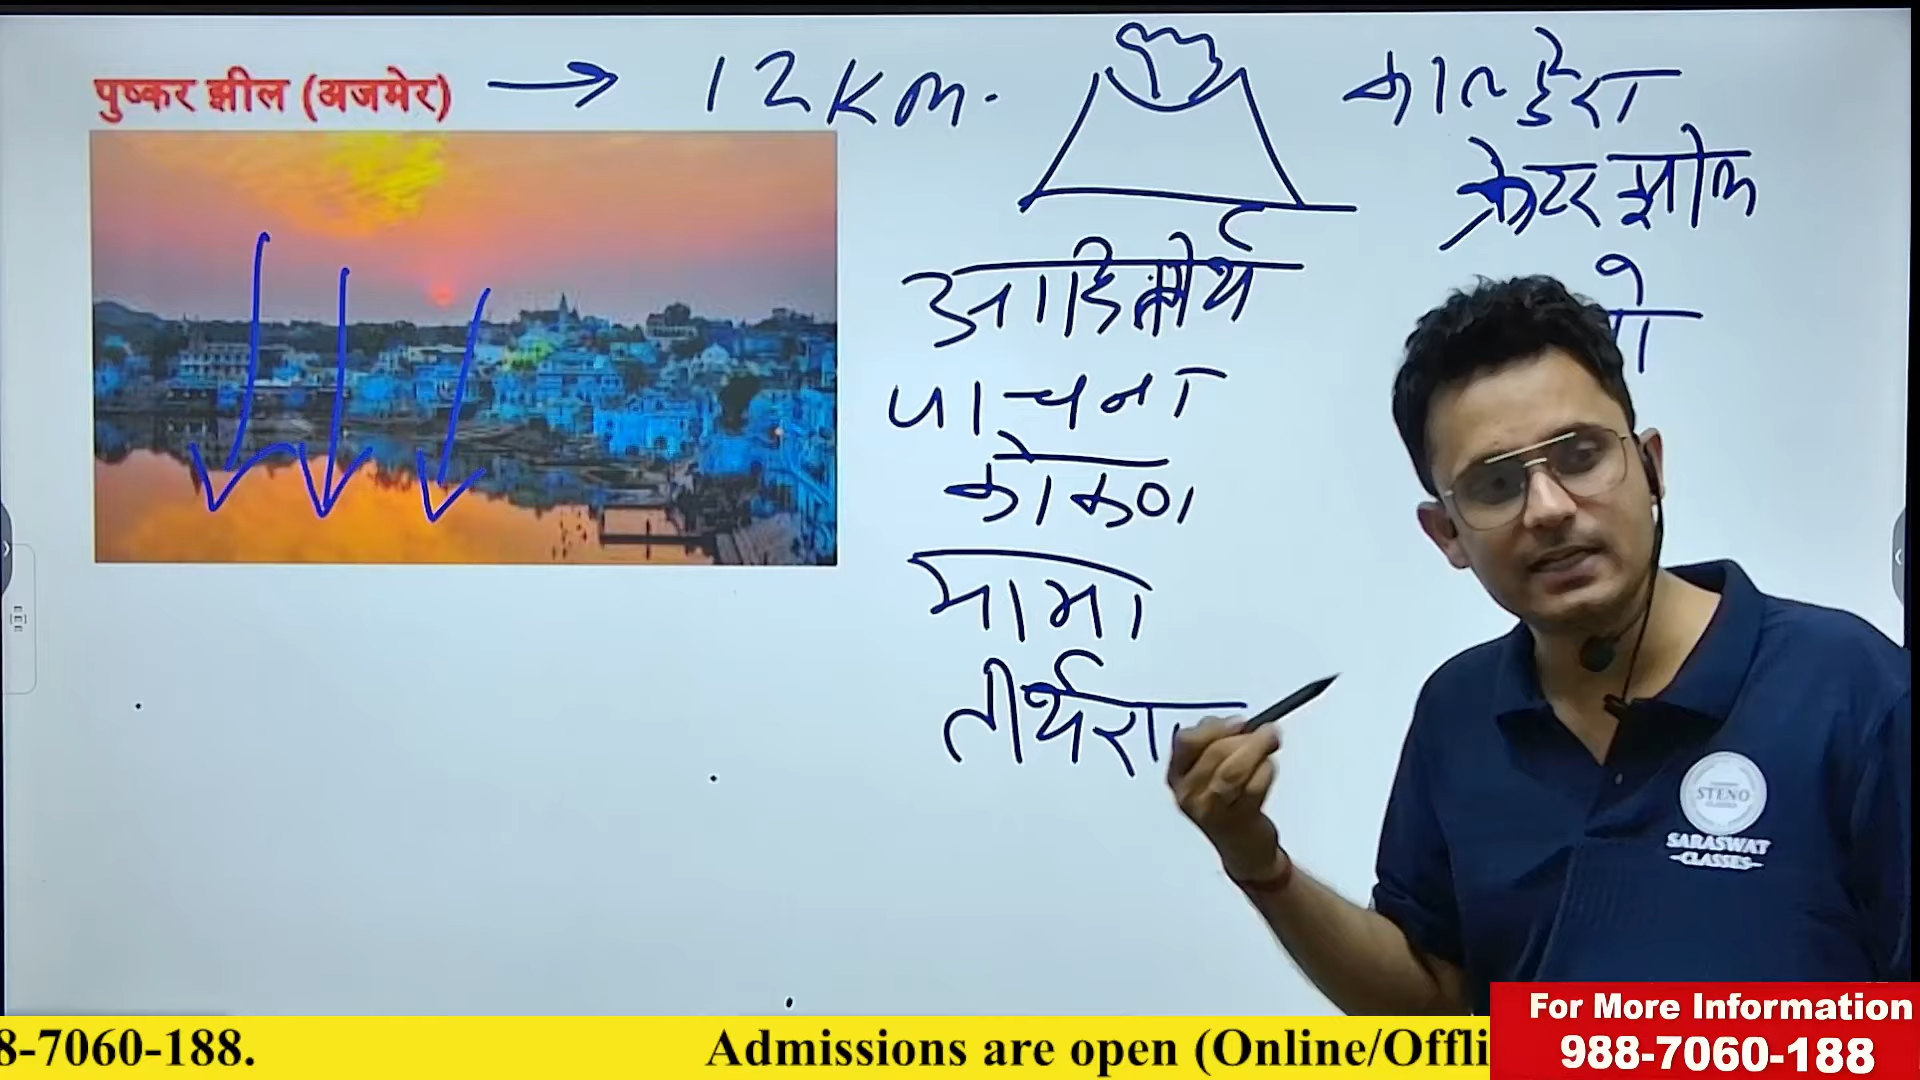 पुष्कर झील (अजमेर) → 12 Km.
काल्डेरा
क्रेटर झील
आदितीर्थ
पांचवा
कोंकण
मामा
तीर्थरा
STENO
SARASWAT
CLASSES
8-7060-188. Admissions are open (Online/Offli
For More Information
988-7060-188